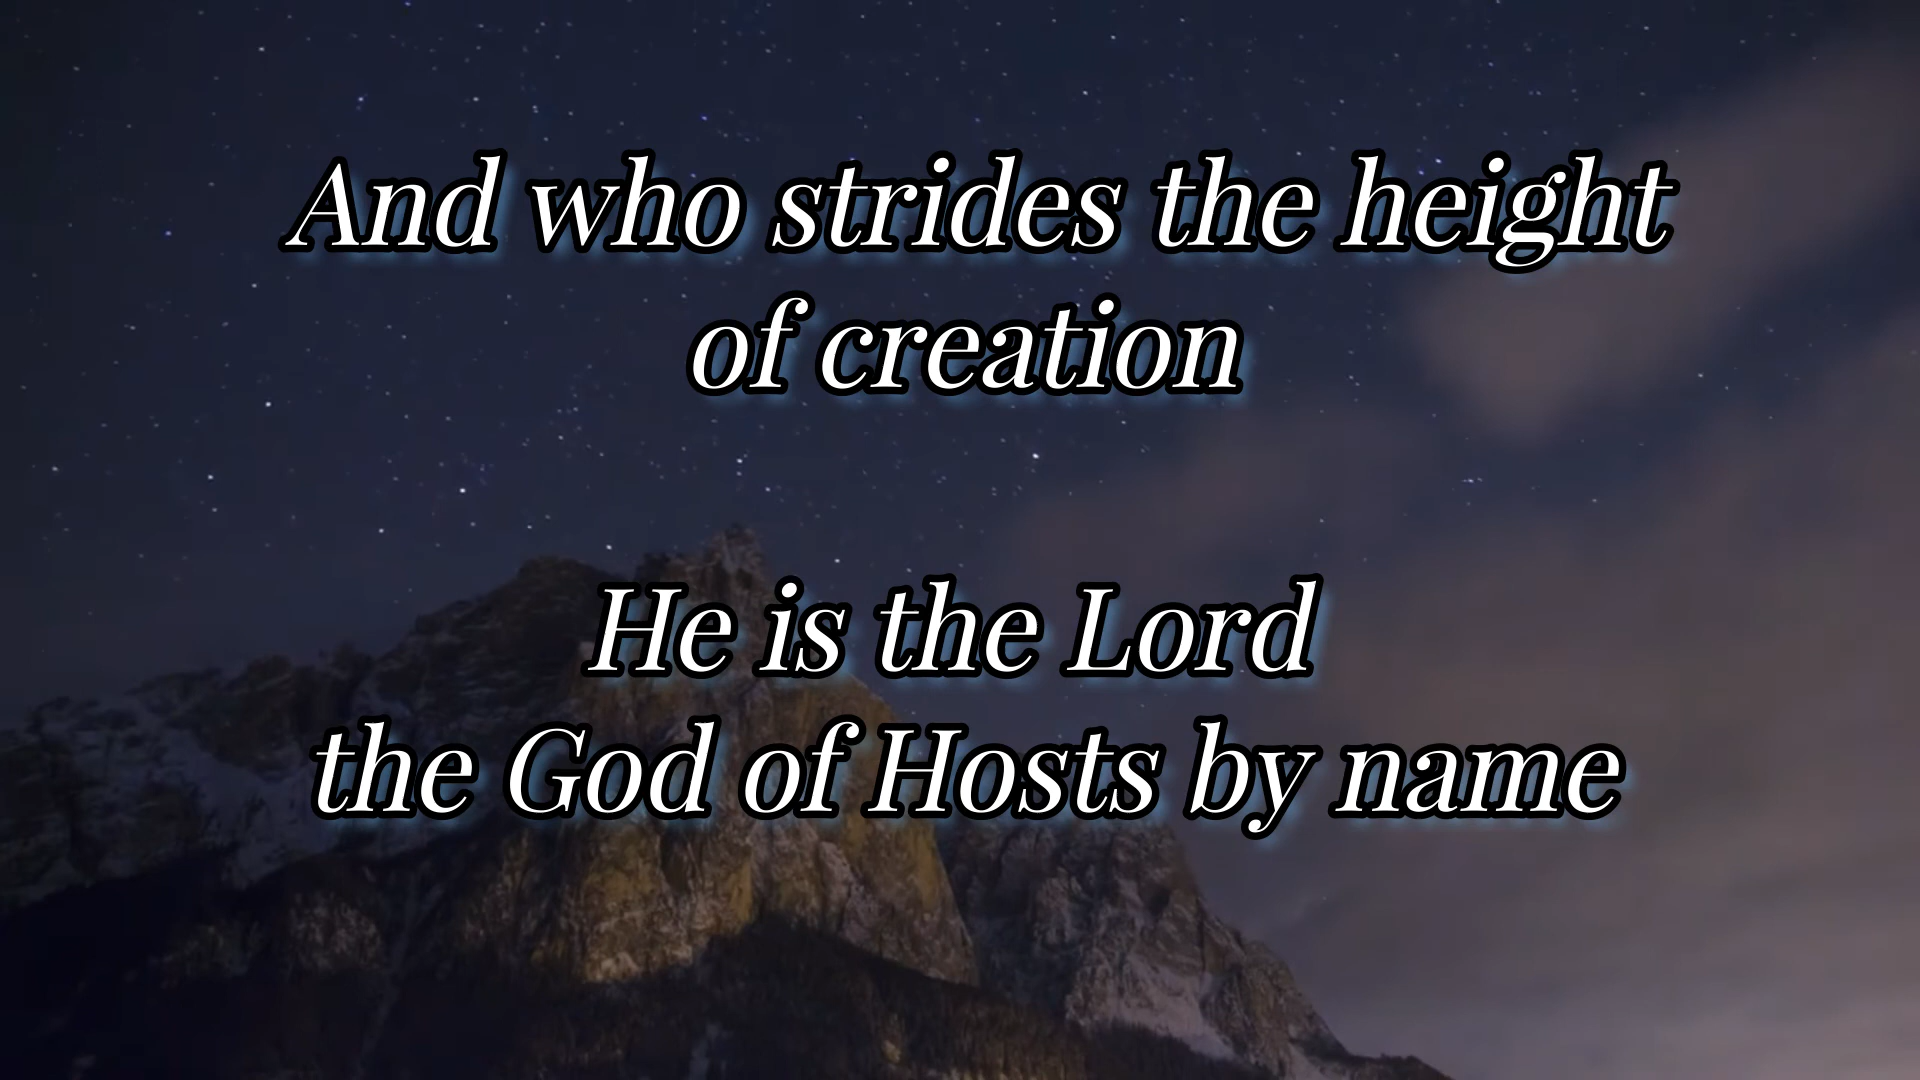 And who strides the height
of creation
He is the Lord
the God of Hosts by name